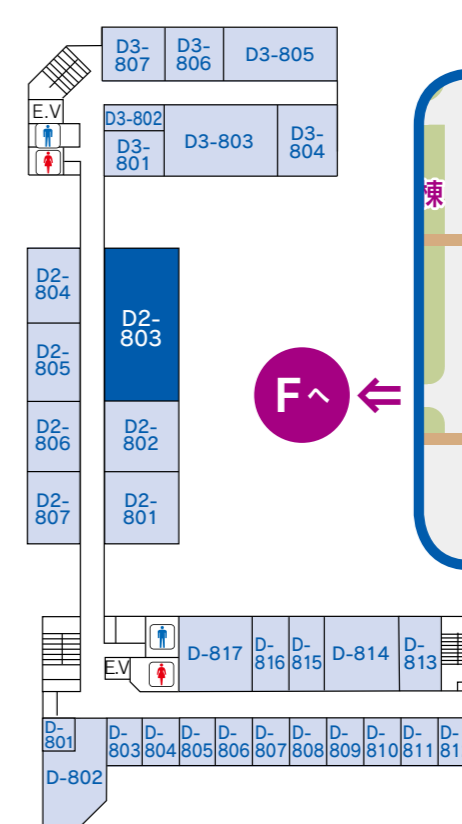 D3-
807
D3-
806
D3-805
E.V
D3-802
D3-
801
D3-803
D3-
804
棟
D2-
804
D2-
803
D2-
805
Fへ
D2-
806
D2-
802
D2-
807
D2-
801
E.V
D-817
D-
816
D-
815
D-814
D-
813
D-
801
D-802
D-
803
D-
804
D-
805
D-
806
D-
807
D-
808
D-
809
D-
810
D-
811
D-
81